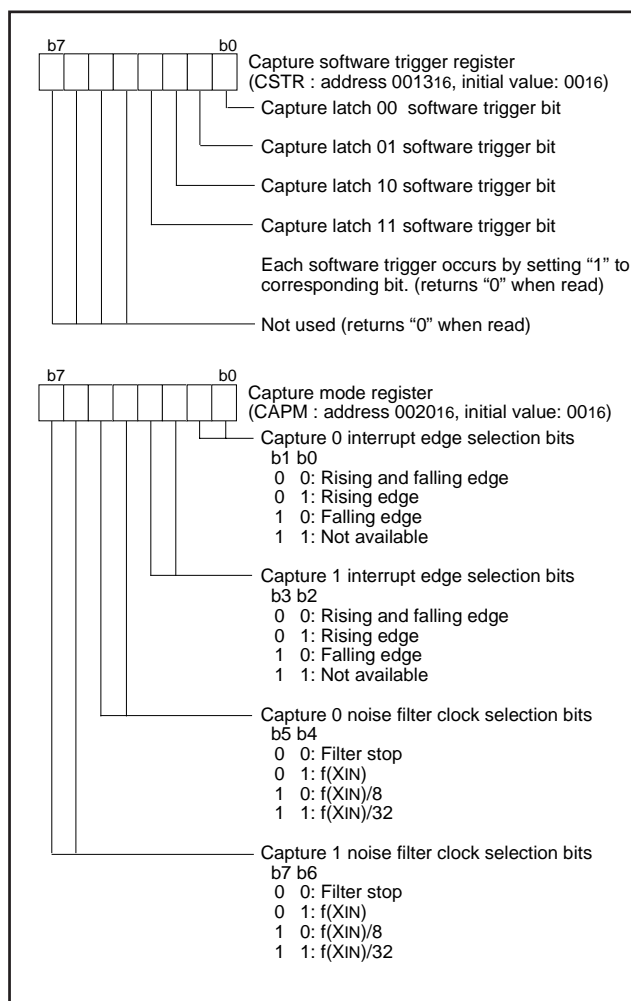 b7 b0
Capture software trigger register
(CSTR : address 001316, initial value: 0016)
Capture latch 00 software trigger bit
Capture latch 01 software trigger bit
Capture latch 10 software trigger bit
Capture latch 11 software trigger bit
Each software trigger occurs by setting “1” to
corresponding bit. (returns “0” when read)
Not used (returns “0” when read)
b7 b0
Capture mode register
(CAPM : address 002016, initial value: 0016)
Capture 0 interrupt edge selection bits
b1 b0
0 0: Rising and falling edge
0 1: Rising edge
1 0: Falling edge
1 1: Not available
Capture 1 interrupt edge selection bits
b3 b2
0 0: Rising and falling edge
0 1: Rising edge
1 0: Falling edge
1 1: Not available
Capture 0 noise filter clock selection bits
b5 b4
0 0: Filter stop
0 1: f(XIN)
1 0: f(XIN)/8
1 1: f(XIN)/32
Capture 1 noise filter clock selection bits
b7 b6
0 0: Filter stop
0 1: f(XIN)
1 0: f(XIN)/8
1 1: f(XIN)/32